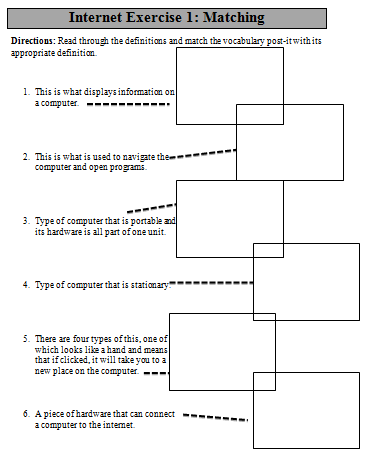 Internet Exercise 1: Matching
Directions: Read through the definitions and match the vocabulary post-it with its
appropriate definition.
1. This is what displays information on
a computer.
2. This is what is used to navigate the
computer and open programs.
3. Type of computer that is portable and
its hardware is all part of one unit.
4. Type of computer that is stationary.
5. There are four types of this, one of
which looks like a hand and means
that if clicked, it will take you to a
new place on the computer.
6. A piece of hardware that can connect
a computer to the internet.